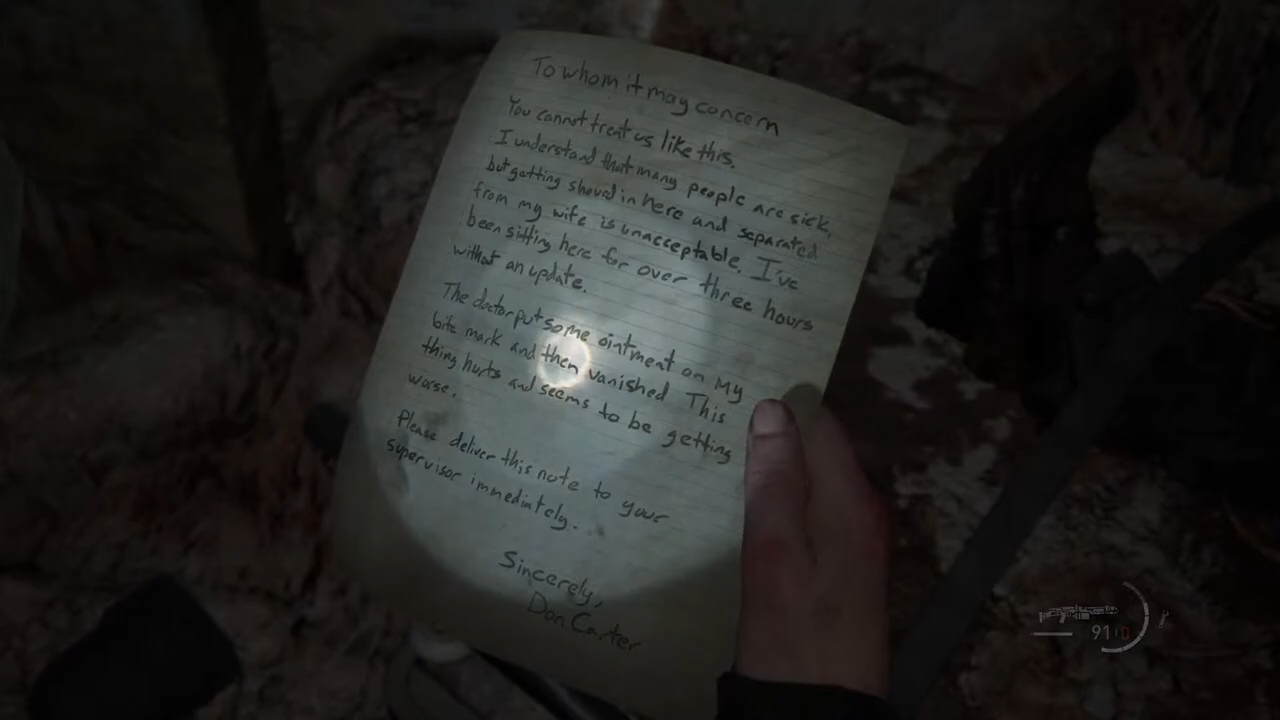 To whom it may concern
You cannot treat us like this.
I understand that many people are sick,
but getting shoved in here and separated
from my wife is unacceptable. I've
been sitting here for over three hours
without an update.
The doctor put some ointment on my
bite mark and then vanished This
thing hurts and seems to be getting
worse.
Please deliver this note to your
supervisor immediately.
Sincerely,
Don Carter
91